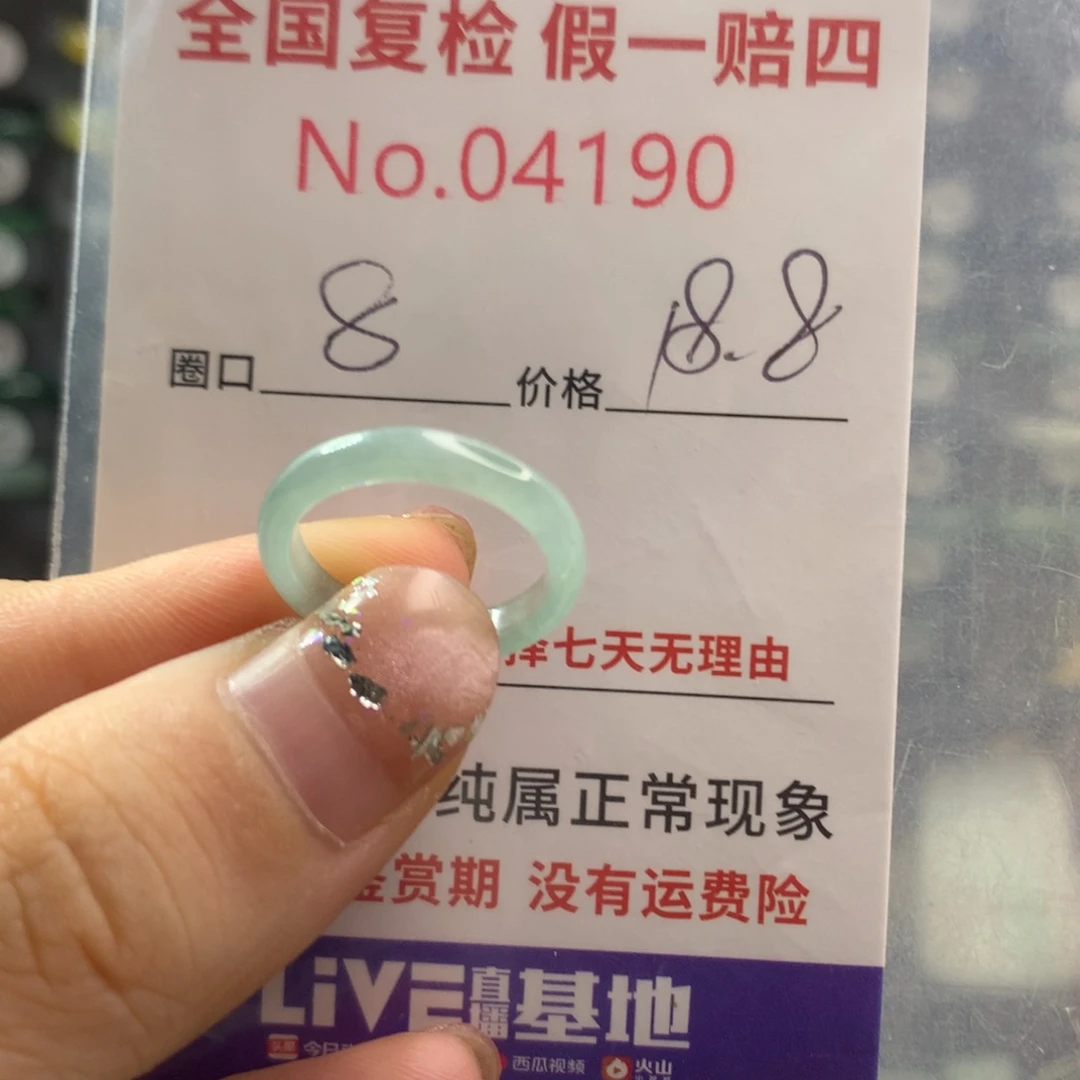 全国复检 假一赔四
No.04190
圈口 8 价格 18.8
择七天无理由
纯属正常现象
鉴赏期 没有运费险
LiVE直播基地
今日 西瓜视频 火山